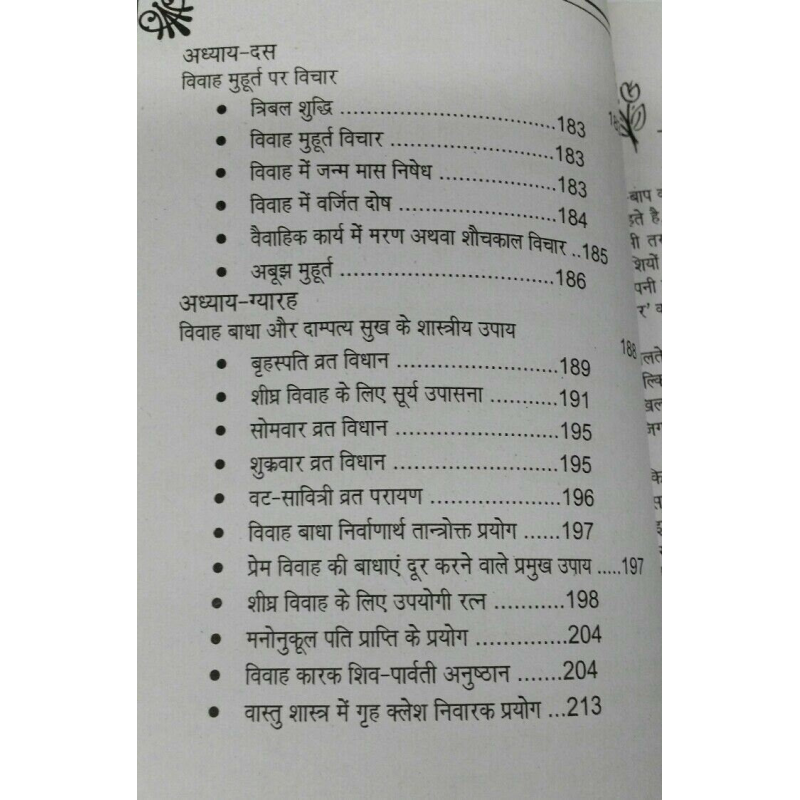 अध्याय-दस
विवाह मुहूर्त पर विचार
• त्रिबल शुद्धि ................................183
• विवाह मुहूर्त विचार .........................183
• विवाह में जन्म मास निषेध ..................183
• विवाह में वर्जित दोष ........................184
• वैवाहिक कार्य में मरण अथवा शौचकाल विचार ..185
• अबूझ मुहूर्त .................................186
अध्याय-ग्यारह
विवाह बाधा और दाम्पत्य सुख के शास्त्रीय उपाय
188
• बृहस्पति व्रत विधान .........................189
• शीघ्र विवाह के लिए सूर्य उपासना ..........191
• सोमवार व्रत विधान .........................195
• शुक्रवार व्रत विधान .........................195
• वट-सावित्री व्रत परायण ....................196
• विवाह बाधा निर्वाणार्थ तान्त्रोक्त प्रयोग ......197
• प्रेम विवाह की बाधाएं दूर करने वाले प्रमुख उपाय .....197
• शीघ्र विवाह के लिए उपयोगी रत्न ...........198
• मनोनुकूल पति प्राप्ति के प्रयोग ..............204
• विवाह कारक शिव-पार्वती अनुष्ठान .......204
• वास्तु शास्त्र में गृह क्लेश निवारक प्रयोग ...213